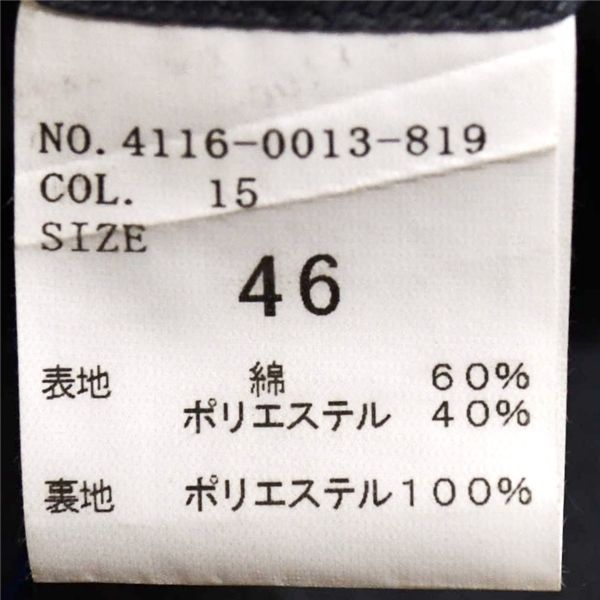 NO. 4116-0013-819
COL. 15
SIZE
46
表地 綿 60%
ポリエステル 40%
裏地 ポリエステル100%